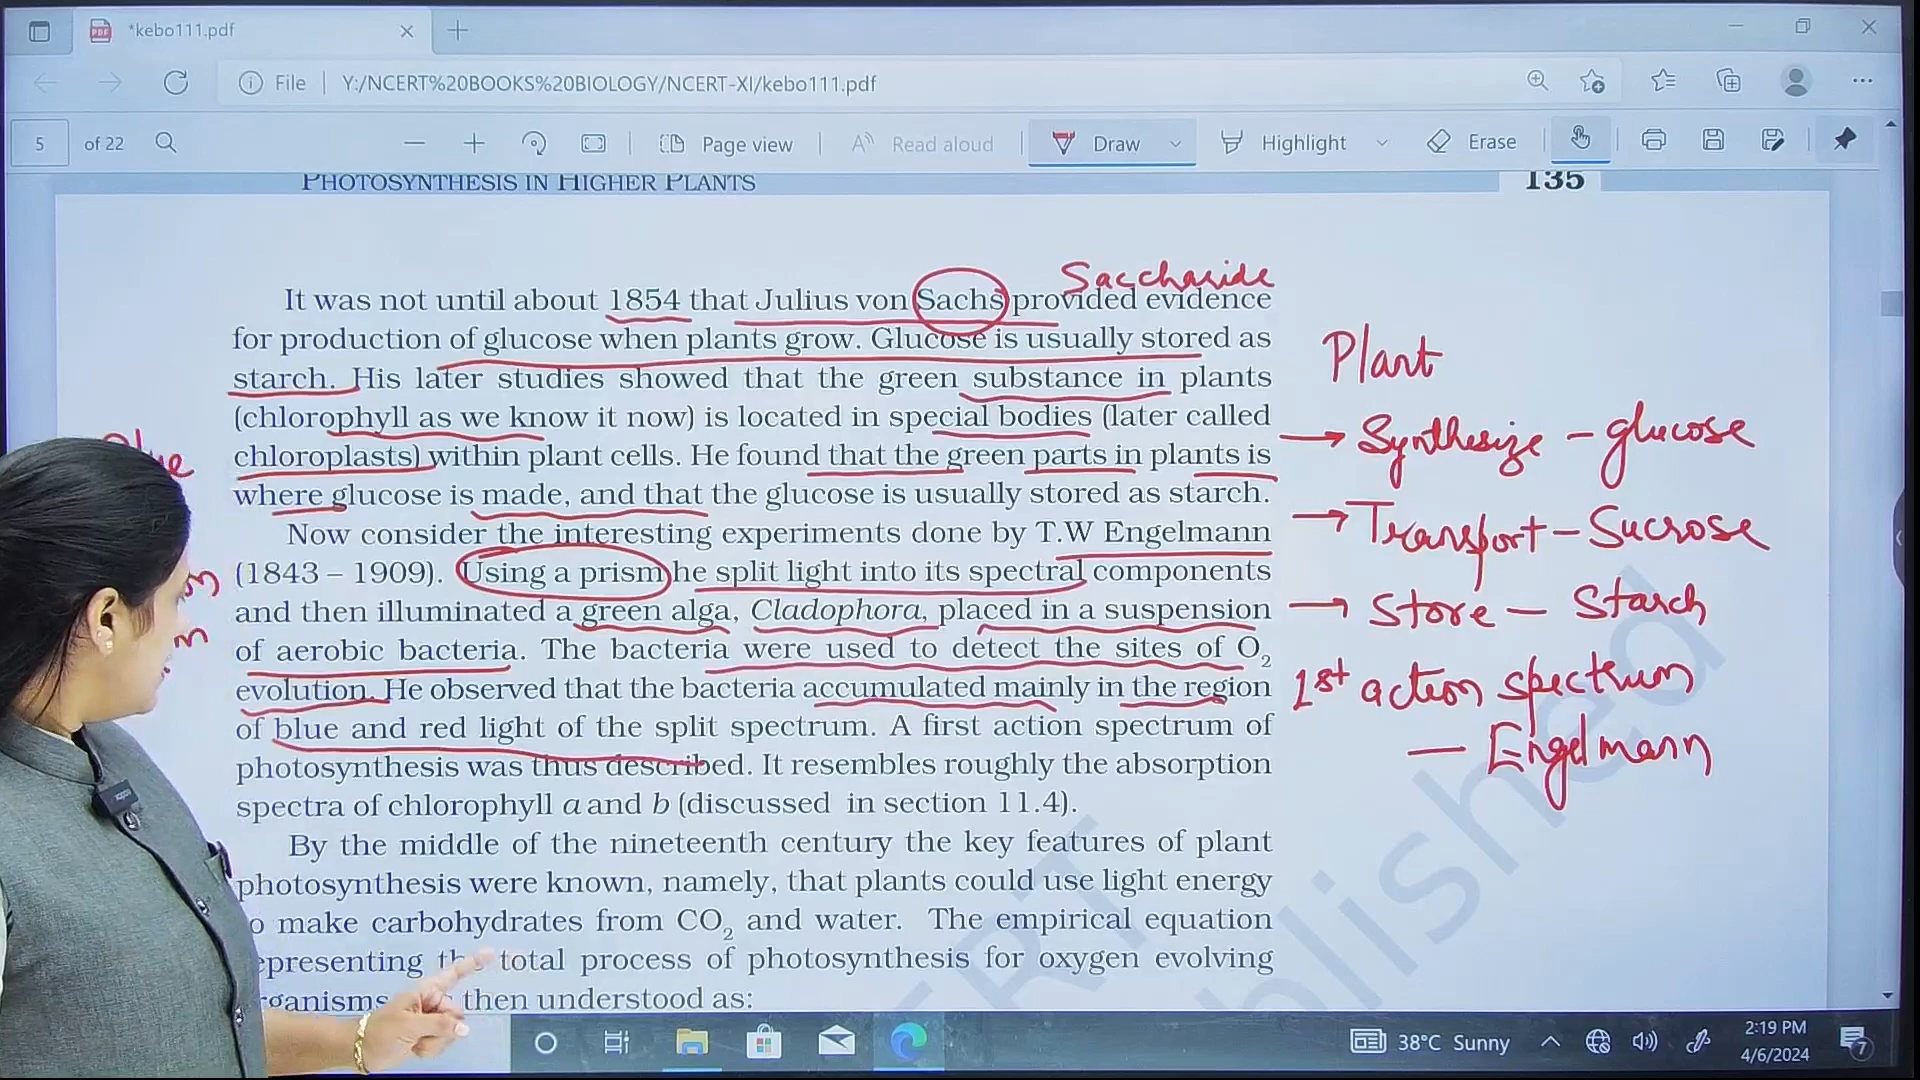 *kebo111.pdf
File Y:/NCERT%20BOOKS%20BIOLOGY/NCERT-XI/kebo111.pdf
5 of 22 Page view Read aloud Draw Highlight Erase
PHOTOSYNTHESIS IN HIGHER PLANTS 135
Saccharide
It was not until about 1854 that Julius von Sachs provided evidence
for production of glucose when plants grow. Glucose is usually stored as
starch. His later studies showed that the green substance in plants
(chlorophyll as we know it now) is located in special bodies (later called
chloroplasts) within plant cells. He found that the green parts in plants is
where glucose is made, and that the glucose is usually stored as starch.
Now consider the interesting experiments done by T.W Engelmann
(1843 – 1909). Using a prism he split light into its spectral components
and then illuminated a green alga, Cladophora, placed in a suspension
of aerobic bacteria. The bacteria were used to detect the sites of O2
evolution. He observed that the bacteria accumulated mainly in the region
of blue and red light of the split spectrum. A first action spectrum of
photosynthesis was thus described. It resembles roughly the absorption
spectra of chlorophyll a and b (discussed in section 11.4).
By the middle of the nineteenth century the key features of plant
photosynthesis were known, namely, that plants could use light energy
o make carbohydrates from CO2 and water. The empirical equation
epresenting the total process of photosynthesis for oxygen evolving
rganisms then understood as:
Plant
→ Synthesize – glucose
→ Transport – Sucrose
→ Store – Starch
1st action spectrum
— Engelmann
38°C Sunny
2:19 PM
4/6/2024
7